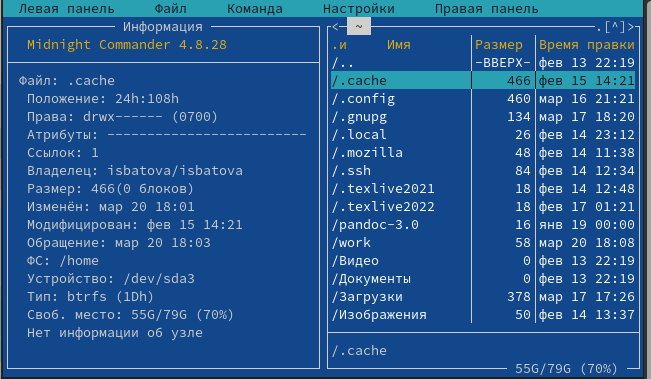 Левая панель Файл Команда Настройки Правая панель
Информация
Midnight Commander 4.8.28
Файл: .cache
Положение: 24h:108h
Права: drwx------ (0700)
Атрибуты: -------------------------
Ссылок: 1
Владелец: isbatova/isbatova
Размер: 466(0 блоков)
Изменён: мар 20 18:01
Модифицирован: фев 15 14:21
Обращение: мар 20 18:03
ФС: /home
Устройство: /dev/sda3
Тип: btrfs (1Dh)
Своб. место: 55G/79G (70%)
Нет информации об узле
<─ ~ .[^]>
.и Имя Размер Время правки
/.. -ВВЕРХ- фев 13 22:19
/.cache 466 фев 15 14:21
/.config 460 мар 16 21:21
/.gnupg 134 мар 17 18:20
/.local 26 фев 14 23:12
/.mozilla 48 фев 14 11:38
/.ssh 84 фев 14 12:34
/.texlive2021 18 фев 14 12:48
/.texlive2022 18 фев 17 01:21
/pandoc-3.0 16 янв 19 00:00
/work 58 мар 20 18:08
/Видео 0 фев 13 22:19
/Документы 0 фев 13 22:19
/Загрузки 378 мар 17 17:26
/Изображения 50 фев 14 13:37
/.cache
55G/79G (70%)